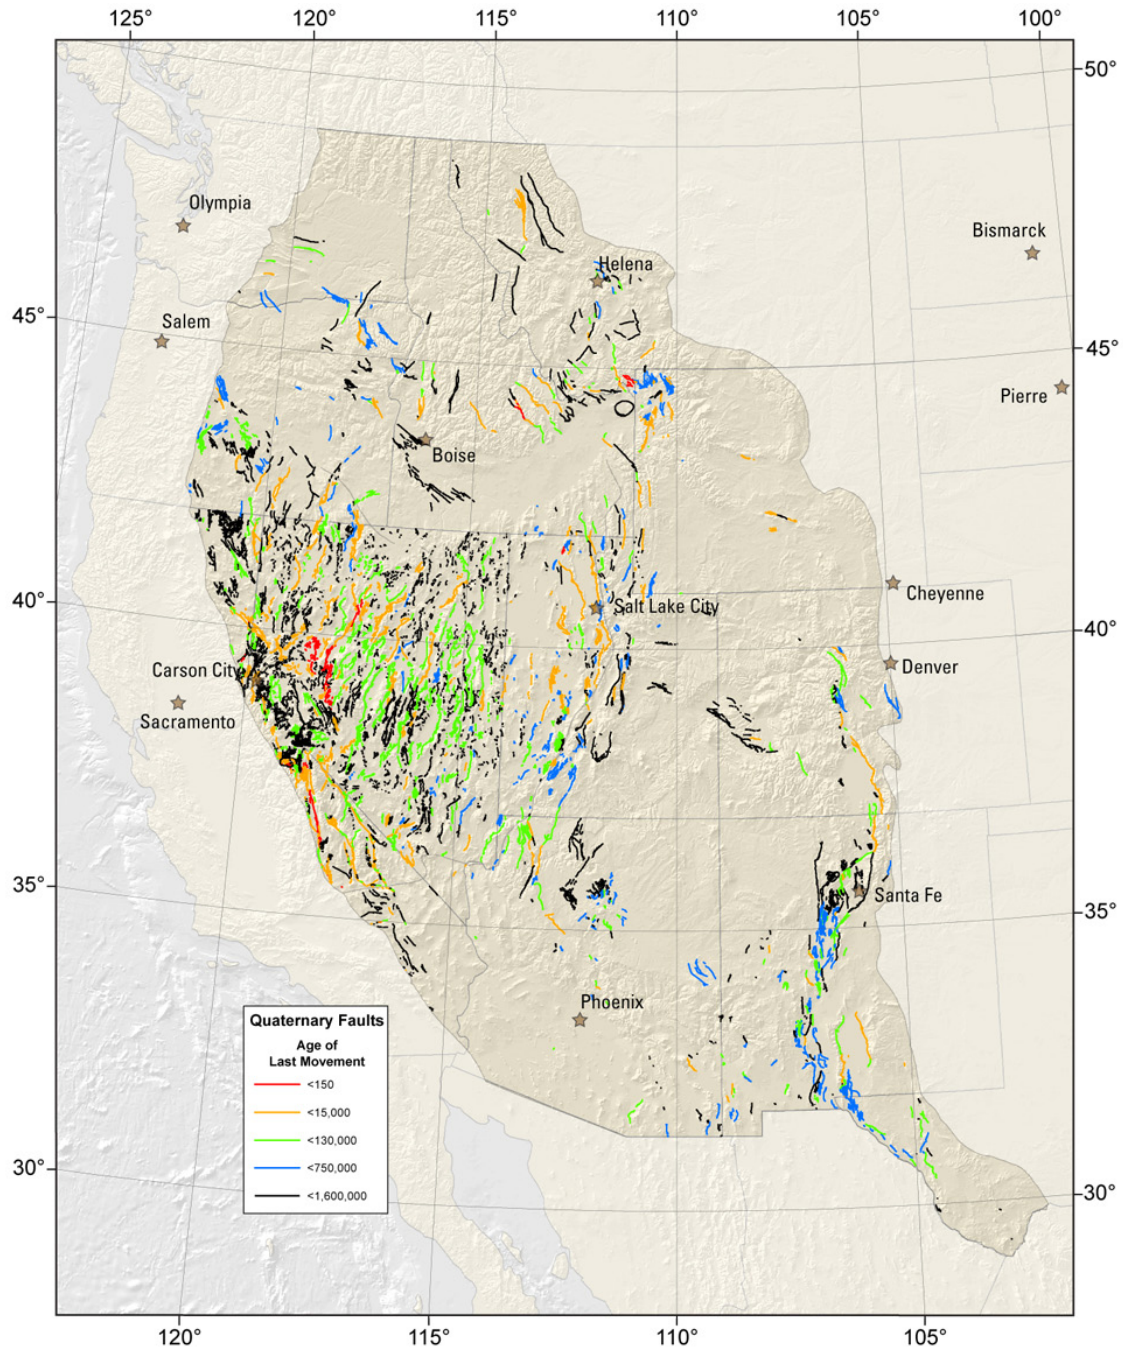 125° 120° 115° 110° 105° 100°
50°
Olympia
Bismarck
Helena
45°
Salem
45°
Pierre
Boise
Cheyenne
40°
Salt Lake City
40°
Denver
Carson City
Sacramento
35°
Santa Fe
35°
Phoenix
Quaternary Faults
Age of
Last Movement
<150
<15,000
<130,000
<750,000
<1,600,000
30°
30°
120° 115° 110° 105°